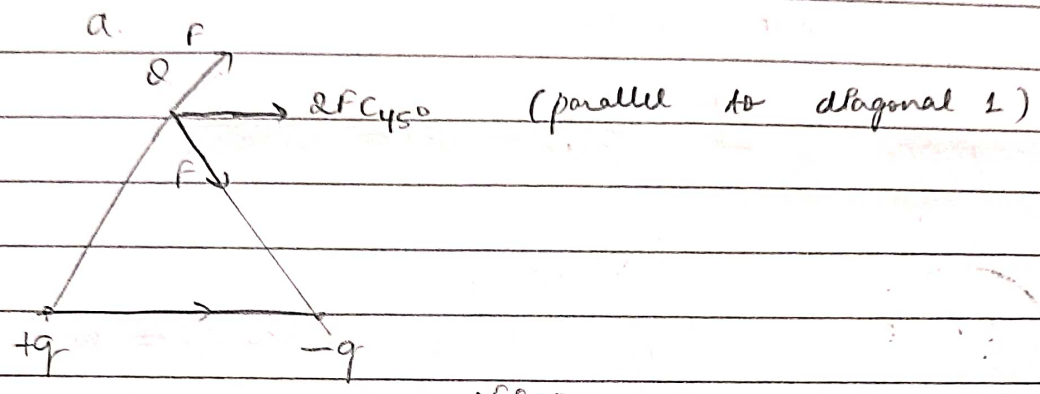 a. F
Q
2FC45° (parallel to diagonal 1)
F
+q -q